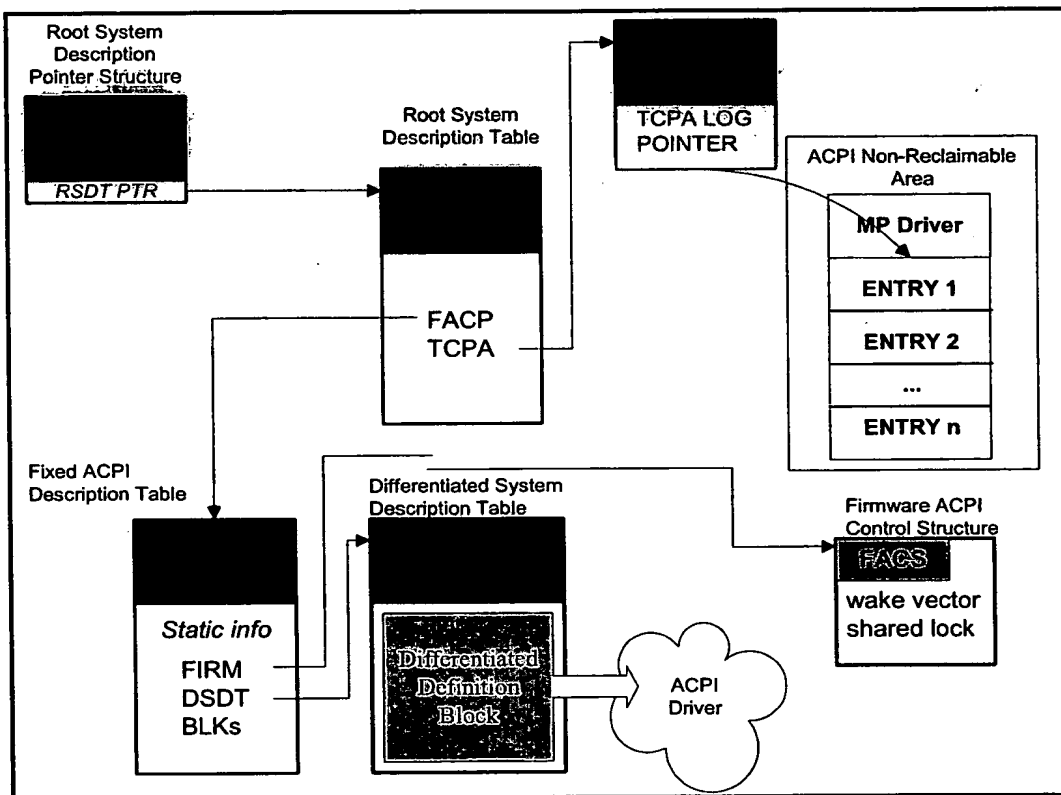 Root System
Description
Pointer Structure
RSDT PTR
Root System
Description Table
FACP
TCPA
TCPA LOG
POINTER
ACPI Non-Reclaimable
Area
MP Driver
ENTRY 1
ENTRY 2
...
ENTRY n
Fixed ACPI
Description Table
Static info
FIRM
DSDT
BLKs
Differentiated System
Description Table
Differentiated
Definition
Block
ACPI
Driver
Firmware ACPI
Control Structure
FACS
wake vector
shared lock